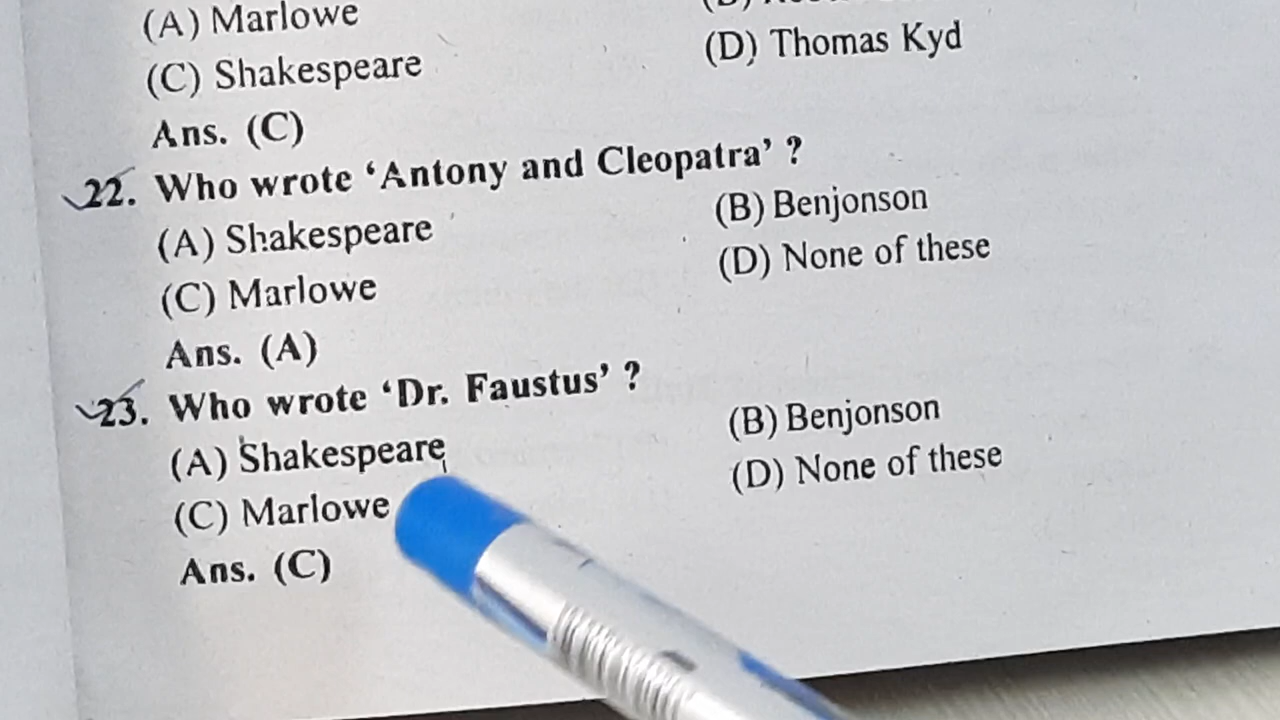 (A) Marlowe
(C) Shakespeare (D) Thomas Kyd
Ans. (C)
22. Who wrote ‘Antony and Cleopatra’ ?
(A) Shakespeare (B) Benjonson
(C) Marlowe (D) None of these
Ans. (A)
23. Who wrote ‘Dr. Faustus’ ?
(A) Shakespeare (B) Benjonson
(C) Marlowe (D) None of these
Ans. (C)